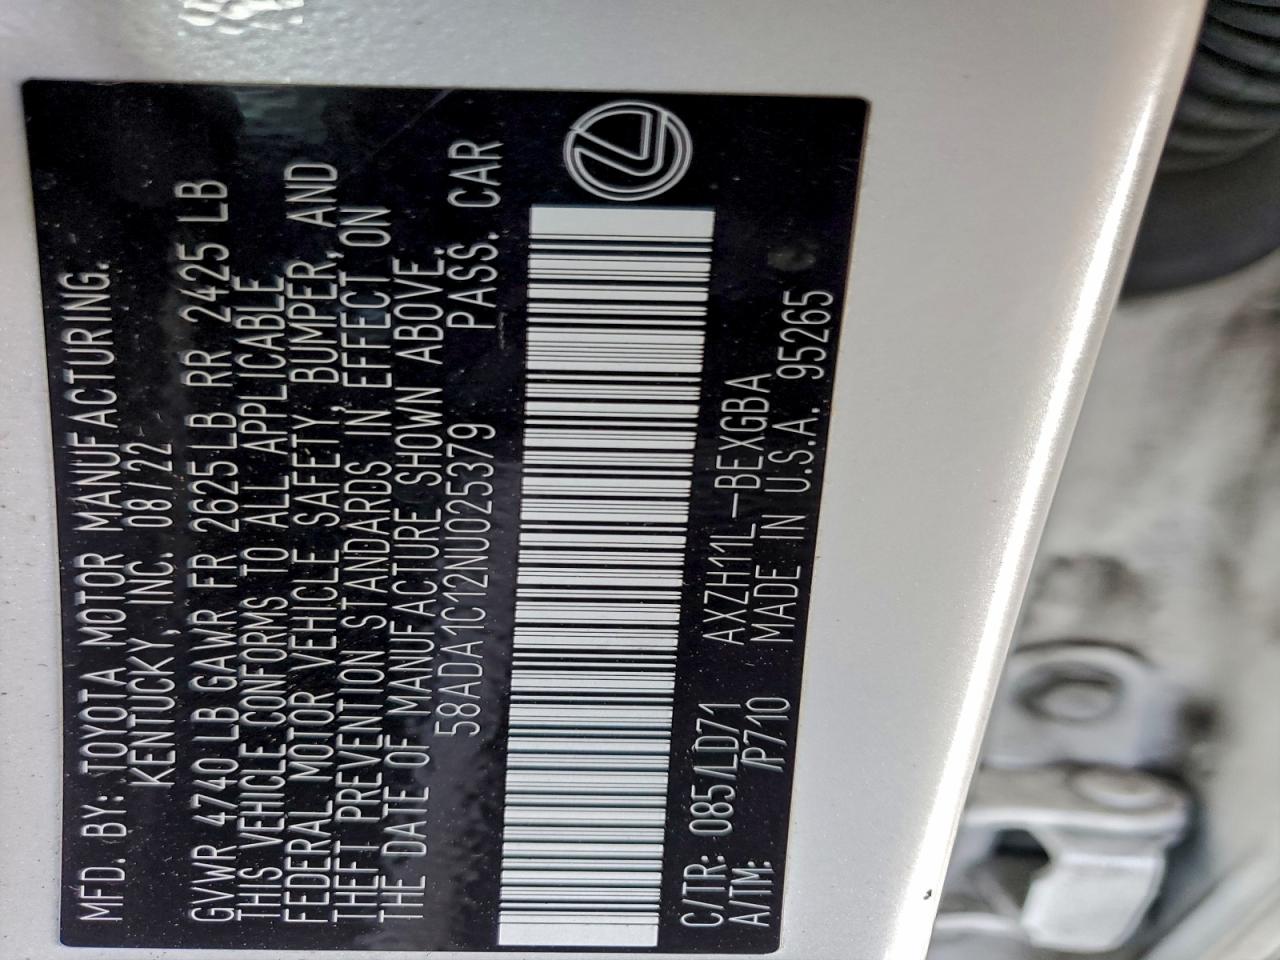 MFD. BY: TOYOTA MOTOR MANUFACTURING.
KENTUCKY, INC. 08/22
GVWR 4740 LB GAWR FR 2625 LB RR 2425 LB
THIS VEHICLE CONFORMS TO ALL APPLICABLE
FEDERAL MOTOR VEHICLE SAFETY, BUMPER, AND
THEFT PREVENTION STANDARDS IN EFFECT ON
THE DATE OF MANUFACTURE SHOWN ABOVE.
58ADA1C12NU025379 PASS. CAR
C/TR: 085/LD71 AXZH11L-BEXGBA
A/TM: /P710 MADE IN U.S.A. 95265